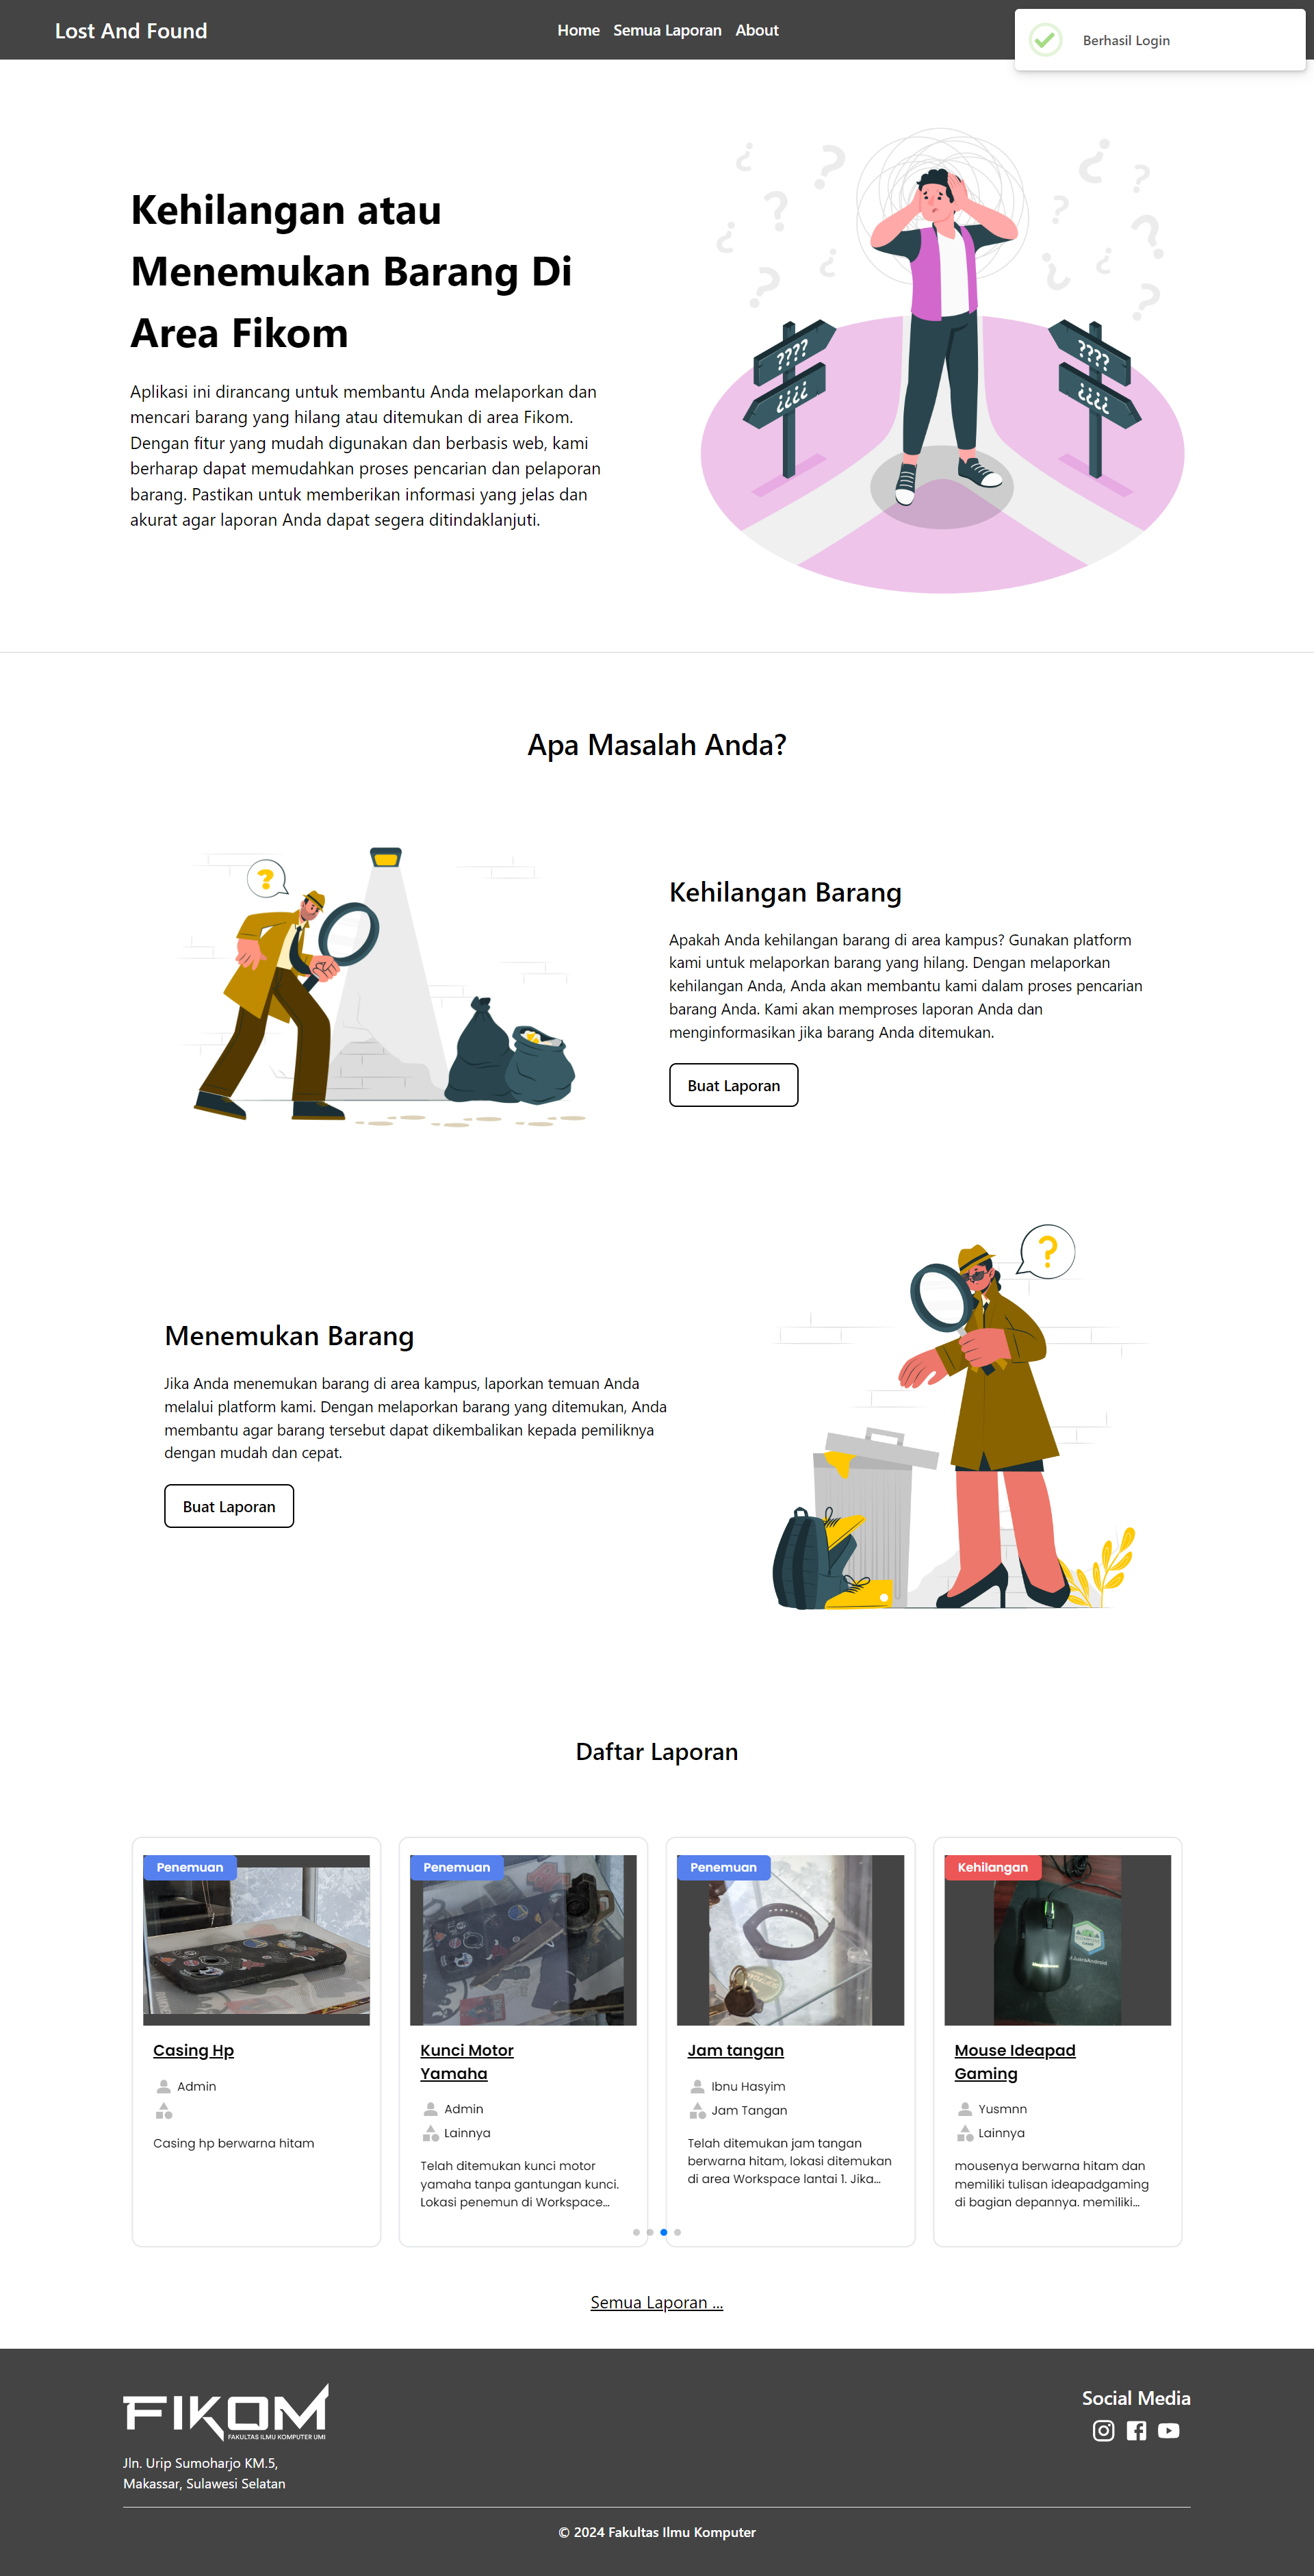 Lost And Found
Home Semua Laporan About
Berhasil Login
Kehilangan atau
Menemukan Barang Di
Area Fikom
Aplikasi ini dirancang untuk membantu Anda melaporkan dan
mencari barang yang hilang atau ditemukan di area Fikom.
Dengan fitur yang mudah digunakan dan berbasis web, kami
berharap dapat memudahkan proses pencarian dan pelaporan
barang. Pastikan untuk memberikan informasi yang jelas dan
akurat agar laporan Anda dapat segera ditindaklanjuti.
????
¿¿¿¿
????
¿¿¿¿
Apa Masalah Anda?
?
Kehilangan Barang
Apakah Anda kehilangan barang di area kampus? Gunakan platform
kami untuk melaporkan barang yang hilang. Dengan melaporkan
kehilangan Anda, Anda akan membantu kami dalam proses pencarian
barang Anda. Kami akan memproses laporan Anda dan
menginformasikan jika barang Anda ditemukan.
Buat Laporan
?
Menemukan Barang
Jika Anda menemukan barang di area kampus, laporkan temuan Anda
melalui platform kami. Dengan melaporkan barang yang ditemukan, Anda
membantu agar barang tersebut dapat dikembalikan kepada pemiliknya
dengan mudah dan cepat.
Buat Laporan
Daftar Laporan
Penemuan
Casing Hp
Admin
Casing hp berwarna hitam
Penemuan
Kunci Motor
Yamaha
Admin
Lainnya
Telah ditemukan kunci motor
yamaha tanpa gantungan kunci.
Lokasi penemun di Workspace...
Penemuan
Jam tangan
Ibnu Hasyim
Jam Tangan
Telah ditemukan jam tangan
berwarna hitam, lokasi ditemukan
di area Workspace lantai 1. Jika...
Kehilangan
Mouse Ideapad
Gaming
Yusmnn
Lainnya
mousenya berwarna hitam dan
memiliki tulisan ideapadgaming
di bagian depannya. memiliki...
Semua Laporan ...
FIKOM
FAKULTAS ILMU KOMPUTER UMI
Jln. Urip Sumoharjo KM.5,
Makassar, Sulawesi Selatan
Social Media
© 2024 Fakultas Ilmu Komputer